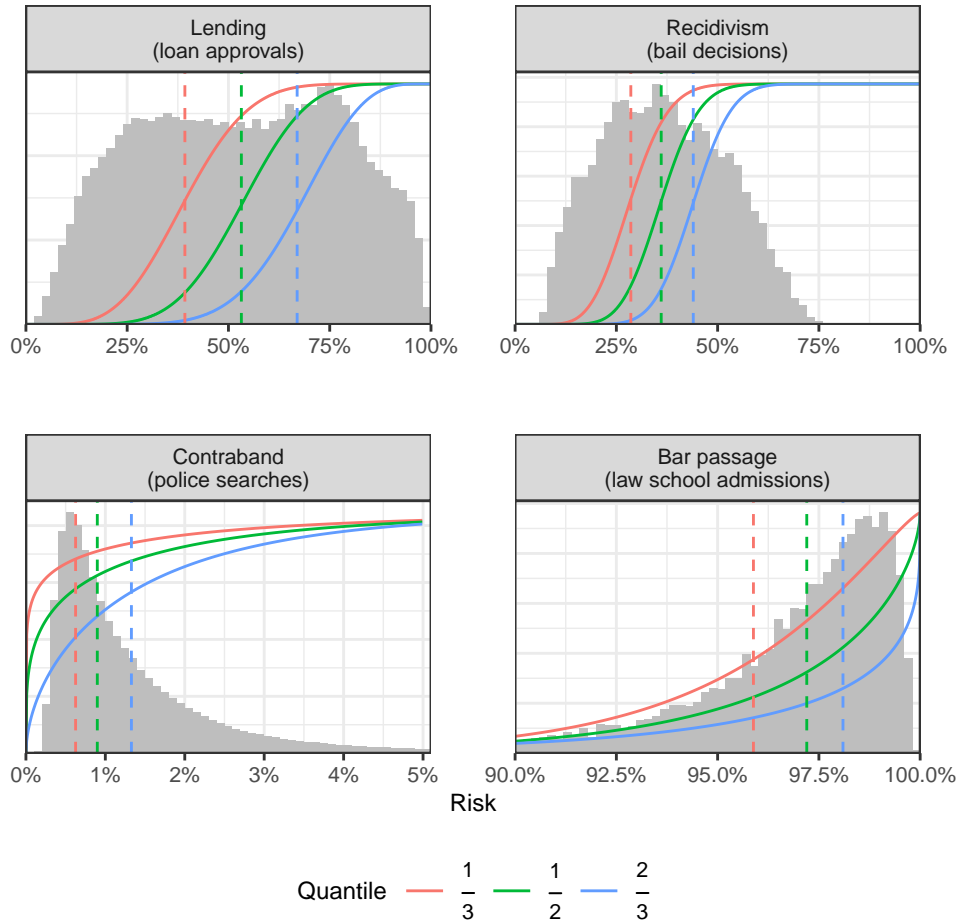 Lending
(loan approvals)
Recidivism
(bail decisions)
0% 25% 50% 75% 100%
0% 25% 50% 75% 100%
Contraband
(police searches)
Bar passage
(law school admissions)
0% 1% 2% 3% 4% 5%
90.0% 92.5% 95.0% 97.5% 100.0%
Risk
Quantile 1/3 1/2 2/3